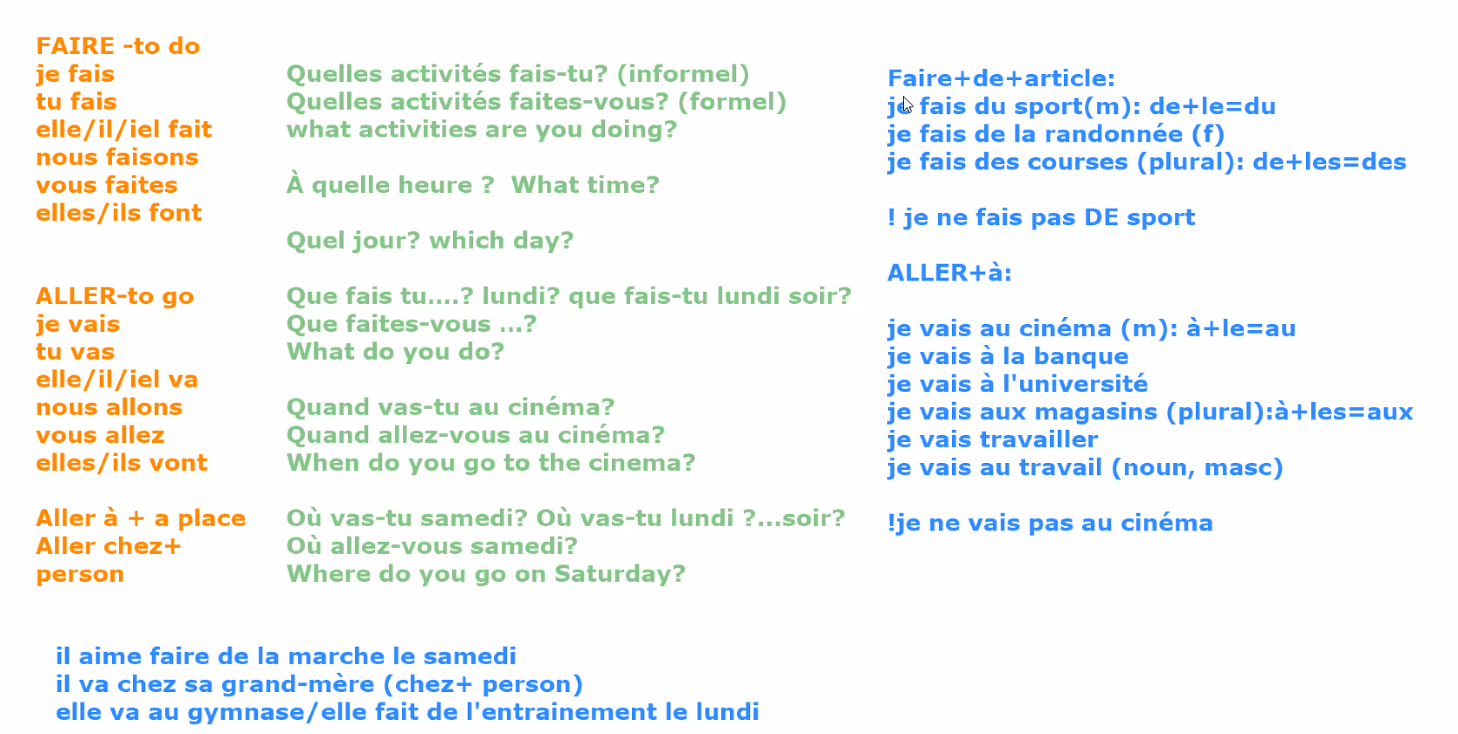 FAIRE -to do
je fais
tu fais
elle/il/iel fait
nous faisons
vous faites
elles/ils font
ALLER-to go
je vais
tu vas
elle/il/iel va
nous allons
vous allez
elles/ils vont
Aller à + a place
Aller chez+
person
Quelles activités fais-tu? (informel)
Quelles activités faites-vous? (formel)
what activities are you doing?
À quelle heure ?  What time?
Quel jour? which day?
Que fais tu....? lundi? que fais-tu lundi soir?
Que faites-vous ...?
What do you do?
Quand vas-tu au cinéma?
Quand allez-vous au cinéma?
When do you go to the cinema?
Où vas-tu samedi? Où vas-tu lundi ?...soir?
Où allez-vous samedi?
Where do you go on Saturday?
Faire+de+article:
je fais du sport(m): de+le=du
je fais de la randonnée (f)
je fais des courses (plural): de+les=des
! je ne fais pas DE sport
ALLER+à:
je vais au cinéma (m): à+le=au
je vais à la banque
je vais à l'université
je vais aux magasins (plural):à+les=aux
je vais travailler
je vais au travail (noun, masc)
!je ne vais pas au cinéma
il aime faire de la marche le samedi
il va chez sa grand-mère (chez+ person)
elle va au gymnase/elle fait de l'entrainement le lundi